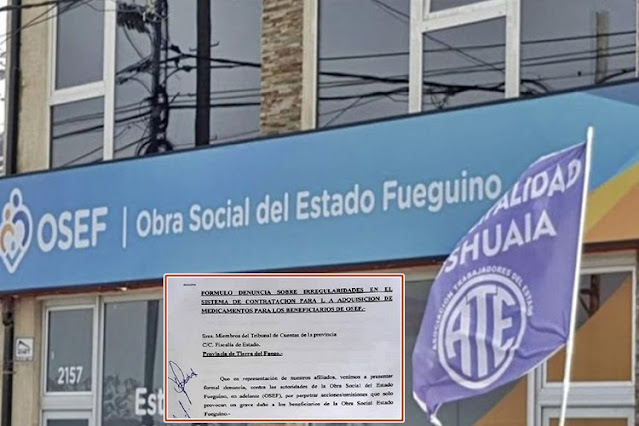 OSEF | Obra Social del Estado Fueguino
2157
Est
ALIDAD
SHUAIA
ASOCIACION TRABAJADORES DEL ESTADO
ATE
FORMULO DENUNCIA SOBRE IRREGULARIDADES EN EL
SISTEMA DE CONTRATACION PARA L A ADQUISICION DE
MEDICAMENTOS PARA LOS BENEFICIARIOS DE OSEF.-
Sres. Miembros del Tribunal de Cuentas de la provincia
C/C. Fiscalía de Estado.
Provincia de Tierra del Fuego.-
Que en representación de numeros afiliados, venimos a presentar
formal denuncia, contra las autoridades de la Obra Social del Estado
Fueguino, en adelante (OSEF), por perpetrar acciones/omisiones que solo
provocan un grave daño a los beneficiarios de la Obra Social Estado
Fueguino.-